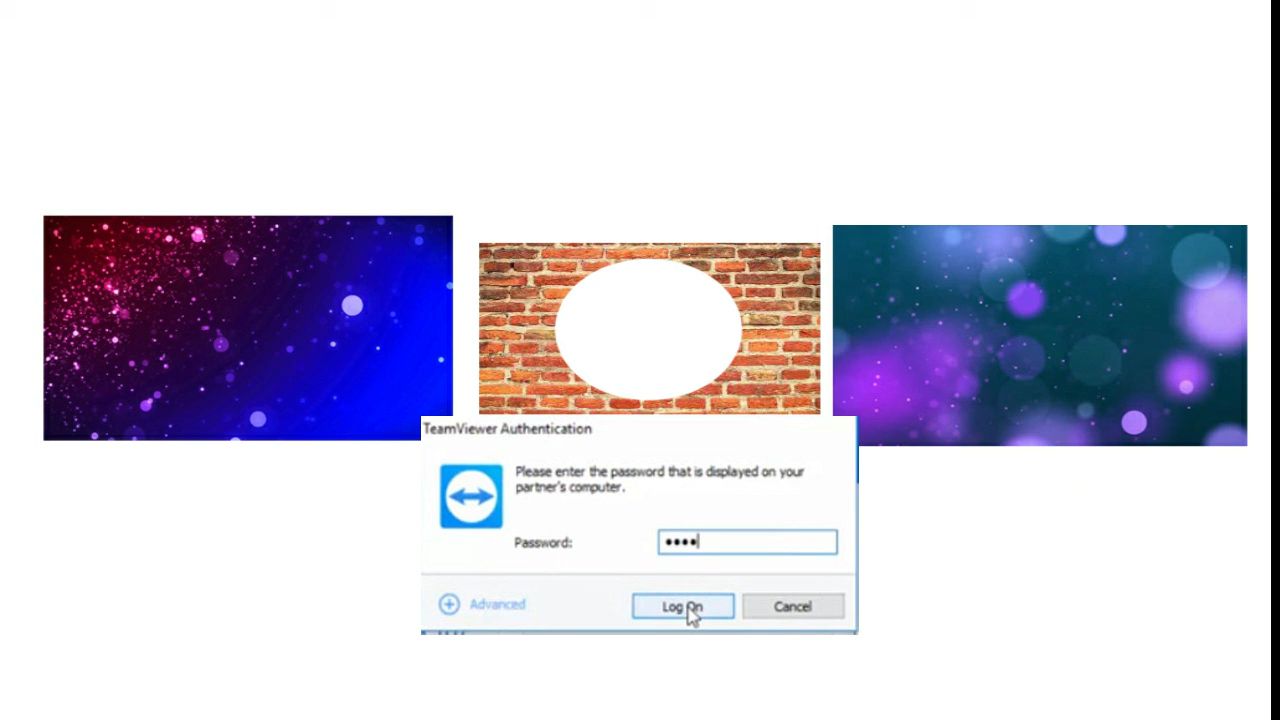 TeamViewer Authentication
Please enter the password that is displayed on your
partner's computer.
Password: ••••
Advanced
Log On
Cancel